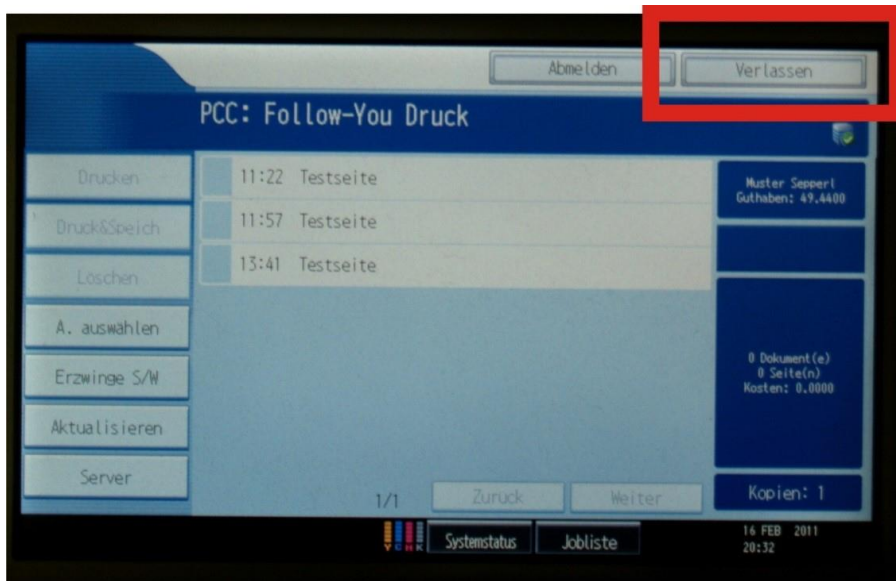 Abmelden
Verlassen
PCC: Follow-You Druck
Drucken
Druck&Speich
Löschen
A. auswählen
Erzwinge S/W
Aktualisieren
Server
11:22 Testseite
11:57 Testseite
13:41 Testseite
1/1
Zurück
Weiter
Muster Sepperl
Guthaben: 49.4400
0 Dokument(e)
0 Seite(n)
Kosten: 0.0000
Kopien: 1
Y C M K
Systemstatus
Jobliste
16 FEB 2011
20:32